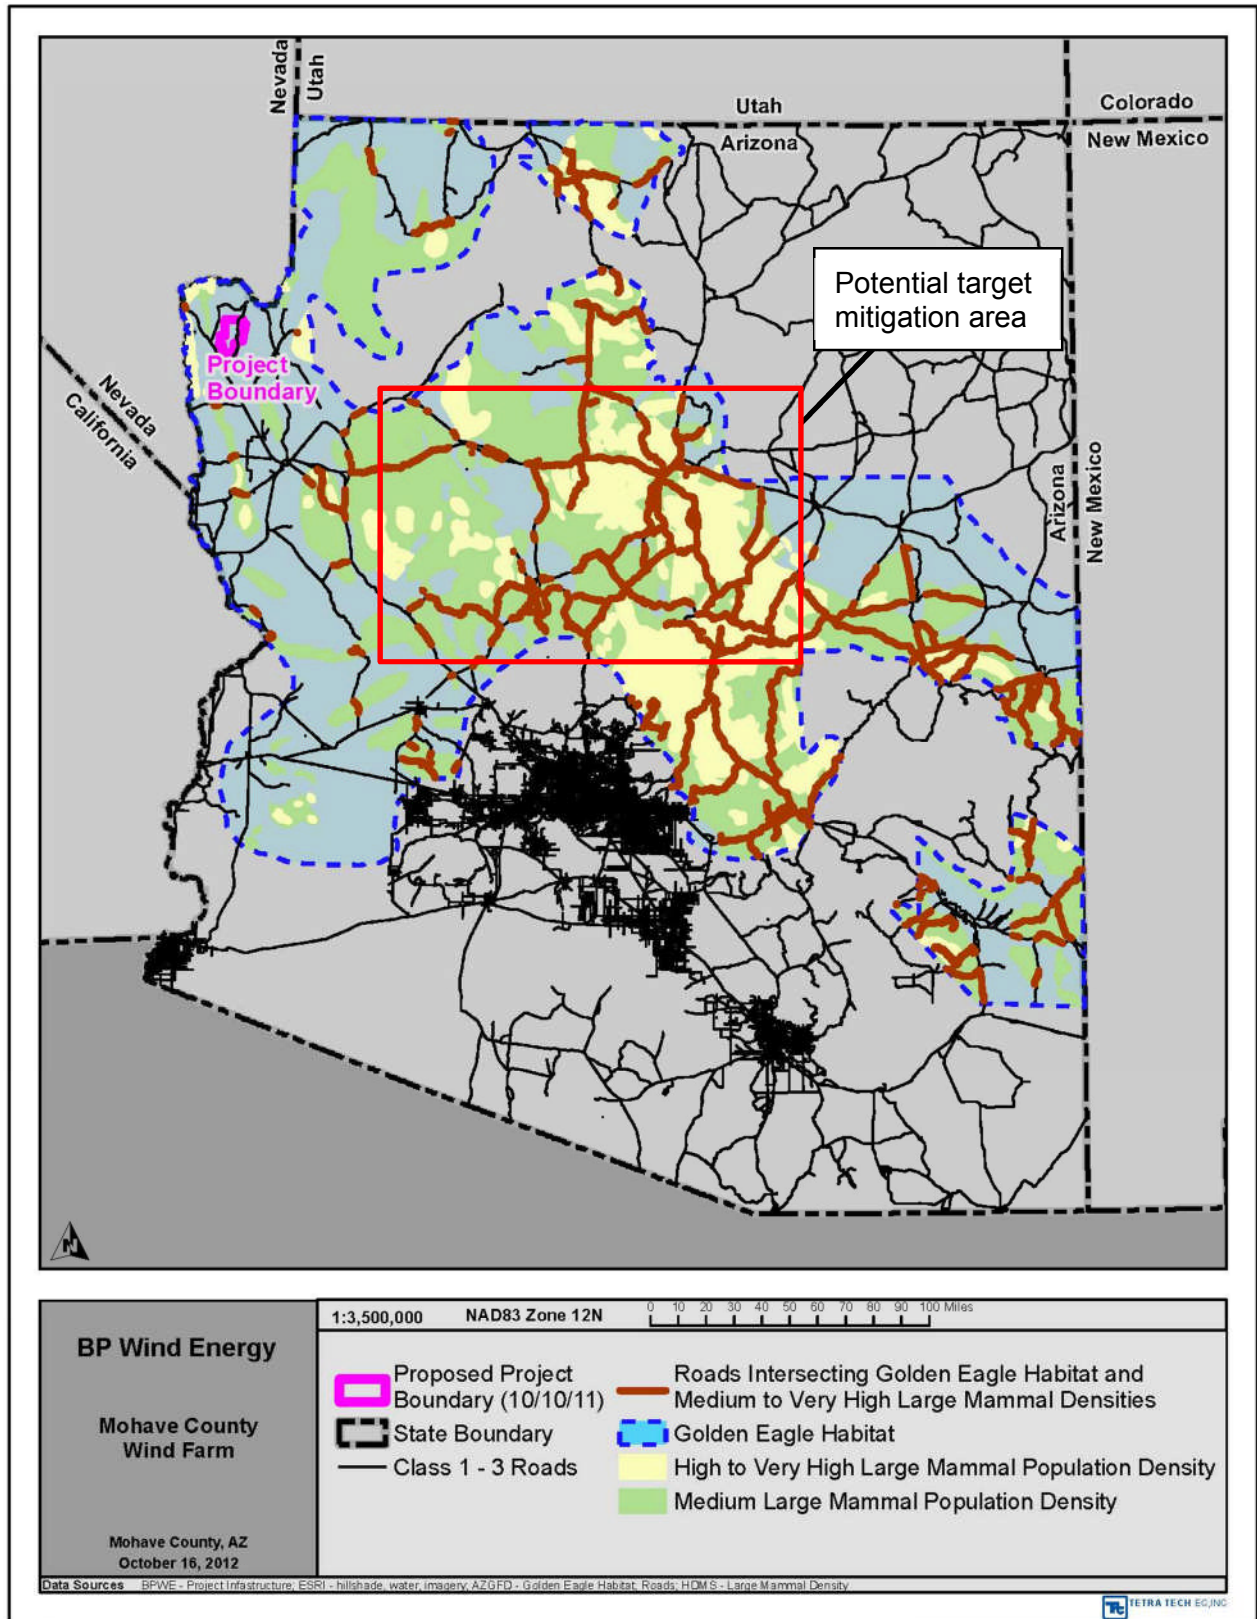 Nevada
Utah
Utah
Arizona
Colorado
New Mexico
Potential target
mitigation area
Project
Boundary
Nevada
California
Arizona
New Mexico
N
BP Wind Energy
Mohave County
Wind Farm
Mohave County, AZ
October 16, 2012
1:3,500,000 NAD83 Zone 12N 0 10 20 30 40 50 60 70 80 90 100 Miles
Proposed Project
Boundary (10/10/11)
State Boundary
Class 1 - 3 Roads
Roads Intersecting Golden Eagle Habitat and
Medium to Very High Large Mammal Densities
Golden Eagle Habitat
High to Very High Large Mammal Population Density
Medium Large Mammal Population Density
Data Sources BPWE - Project Infastructure; ESRI - hillshade, water, imagery; AZGFD - Golden Eagle Habitat, Roads; HDMS - Large Mammal Density
TETRA TECH EC,INC